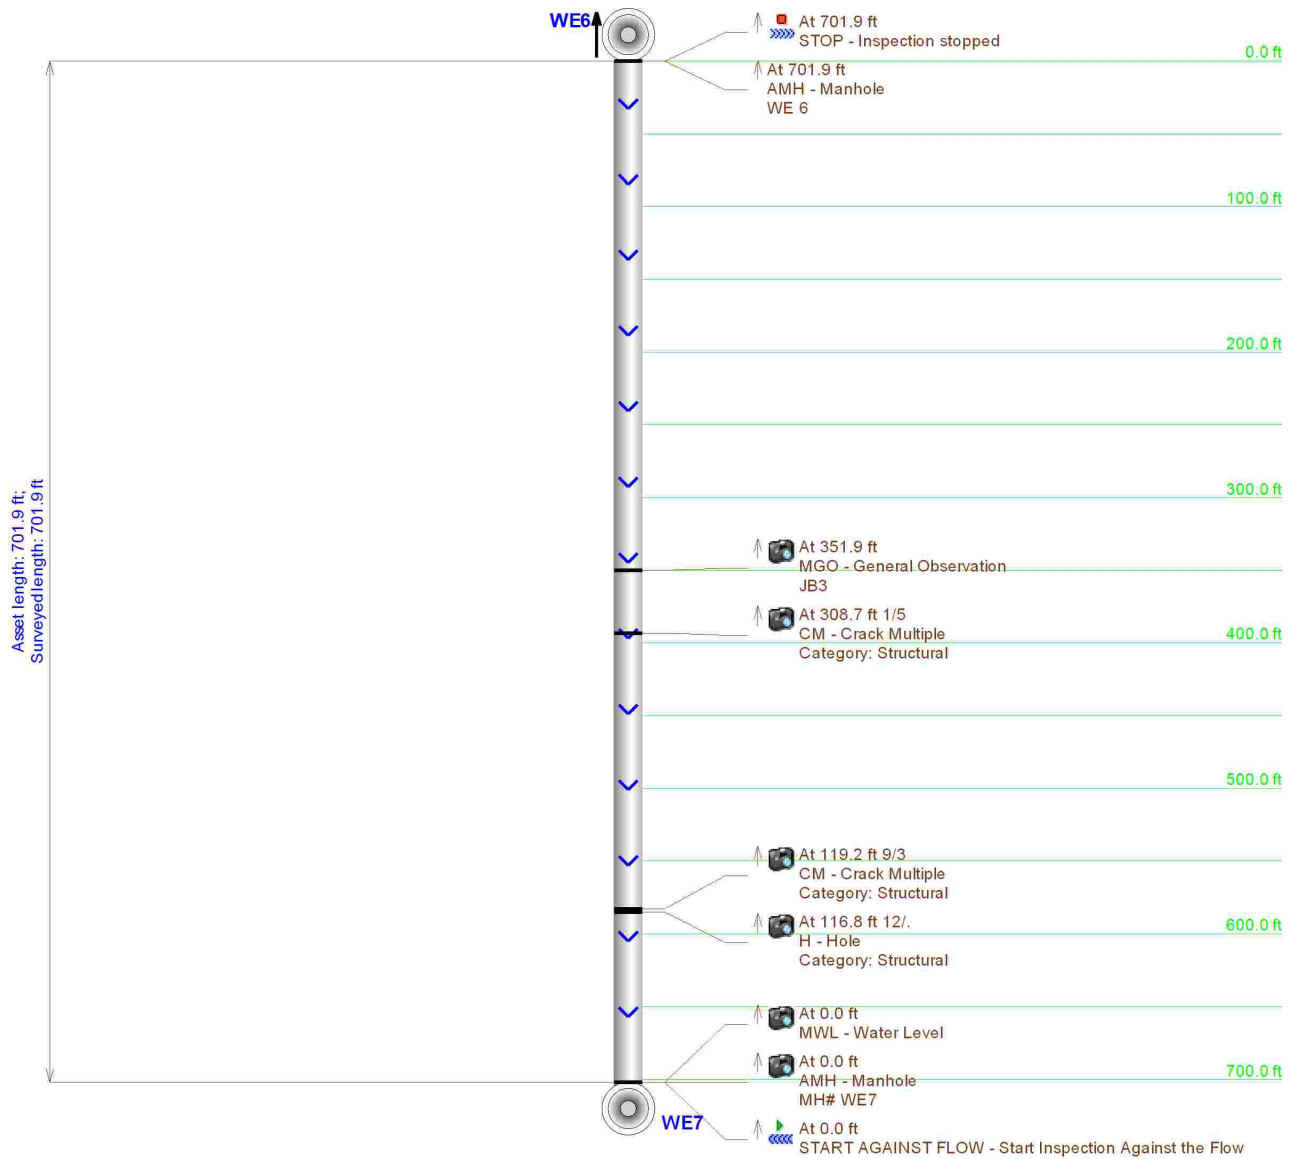 WE6
At 701.9 ft
STOP - Inspection stopped
0.0 ft
At 701.9 ft
AMH - Manhole
WE 6
100.0 ft
200.0 ft
300.0 ft
Asset length: 701.9 ft;
Surveyed length: 701.9 ft
At 351.9 ft
MGO - General Observation
JB3
At 308.7 ft 1/5
CM - Crack Multiple
400.0 ft
Category: Structural
500.0 ft
At 119.2 ft 9/3
CM - Crack Multiple
Category: Structural
At 116.8 ft 12/.
600.0 ft
H - Hole
Category: Structural
At 0.0 ft
MWL - Water Level
At 0.0 ft
700.0 ft
AMH - Manhole
MH# WE7
WE7
At 0.0 ft
START AGAINST FLOW - Start Inspection Against the Flow